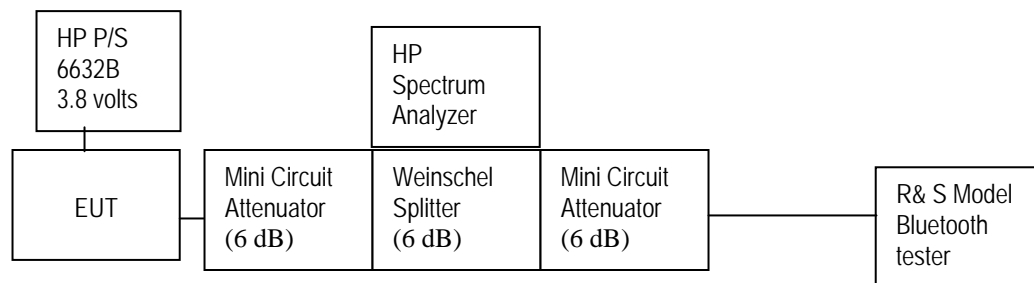 HP P/S
6632B
3.8 volts
HP
Spectrum
Analyzer
EUT
Mini Circuit
Attenuator
(6 dB)
Weinschel
Splitter
(6 dB)
Mini Circuit
Attenuator
(6 dB)
R& S Model
Bluetooth
tester